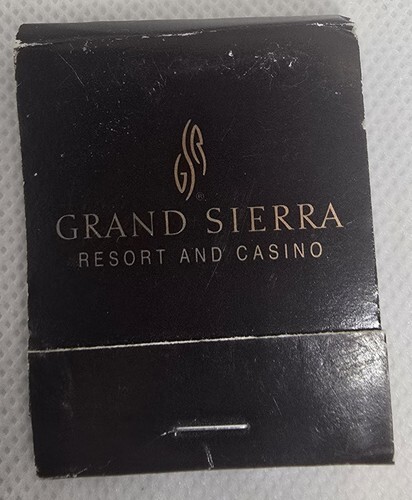 GSR®
GRAND SIERRA
RESORT AND CASINO